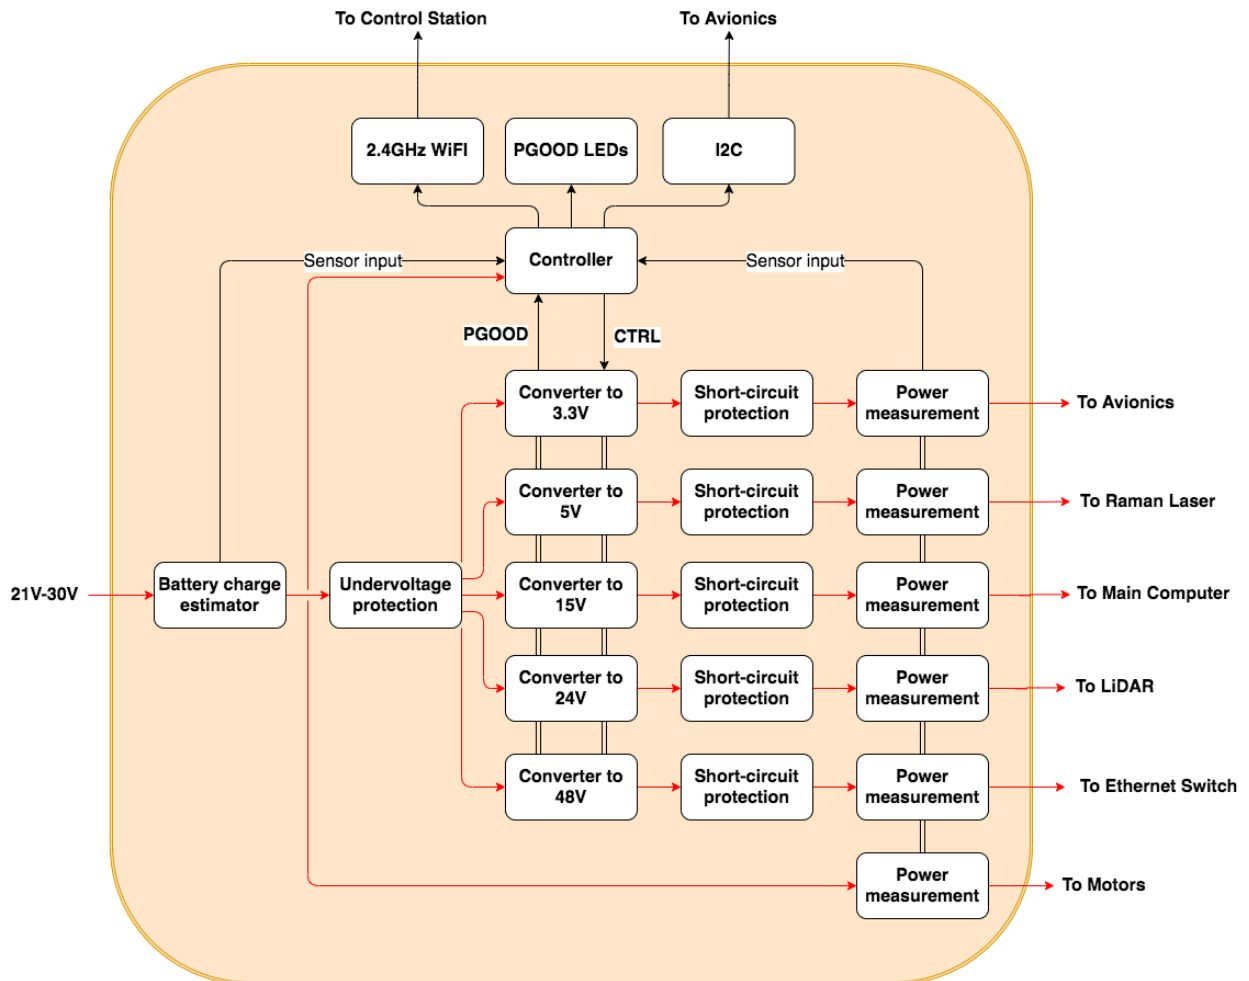 To Control Station
To Avionics
2.4GHz WiFI
PGOOD LEDs
I2C
Sensor input
Controller
Sensor input
PGOOD
CTRL
Converter to
3.3V
Short-circuit
protection
Power
measurement
To Avionics
Converter to
5V
Short-circuit
protection
Power
measurement
To Raman Laser
21V-30V
Battery charge
estimator
Undervoltage
protection
Converter to
15V
Short-circuit
protection
Power
measurement
To Main Computer
Converter to
24V
Short-circuit
protection
Power
measurement
To LiDAR
Converter to
48V
Short-circuit
protection
Power
measurement
To Ethernet Switch
Power
measurement
To Motors